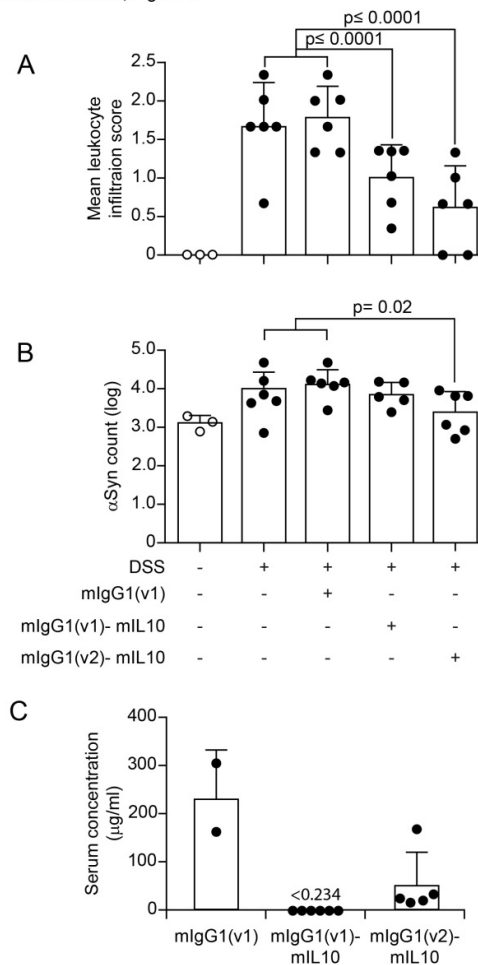 p≤ 0.0001
p≤ 0.0001
A
2.5
2.0
1.5
1.0
0.5
0
Mean leukocyte
infiltraion score
p= 0.02
B
5.0
4.0
3.0
2.0
1.0
0
αSyn count (log)
DSS - + + + +
mIgG1(v1) - - + - -
mIgG1(v1)- mIL10 - - - + -
mIgG1(v2)- mIL10 - - - - +
C
400
300
200
100
0
Serum concentration
(µg/ml)
<0.234
mIgG1(v1) mIgG1(v1)- mIgG1(v2)-
mIL10 mIL10